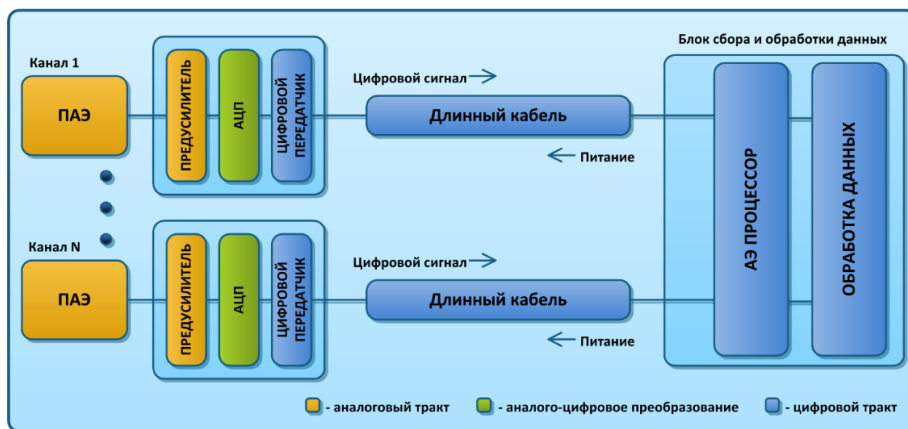 Блок сбора и обработки данных
Канал 1
ПАЭ
ПРЕДУСИЛИТЕЛЬ
АЦП
ЦИФРОВОЙ
ПЕРЕДАТЧИК
Цифровой сигнал
Длинный кабель
Питание
АЭ ПРОЦЕССОР
ОБРАБОТКА ДАННЫХ
Канал N
ПАЭ
ПРЕДУСИЛИТЕЛЬ
АЦП
ЦИФРОВОЙ
ПЕРЕДАТЧИК
Цифровой сигнал
Длинный кабель
Питание
- аналоговый тракт
- аналого-цифровое преобразование
- цифровой тракт